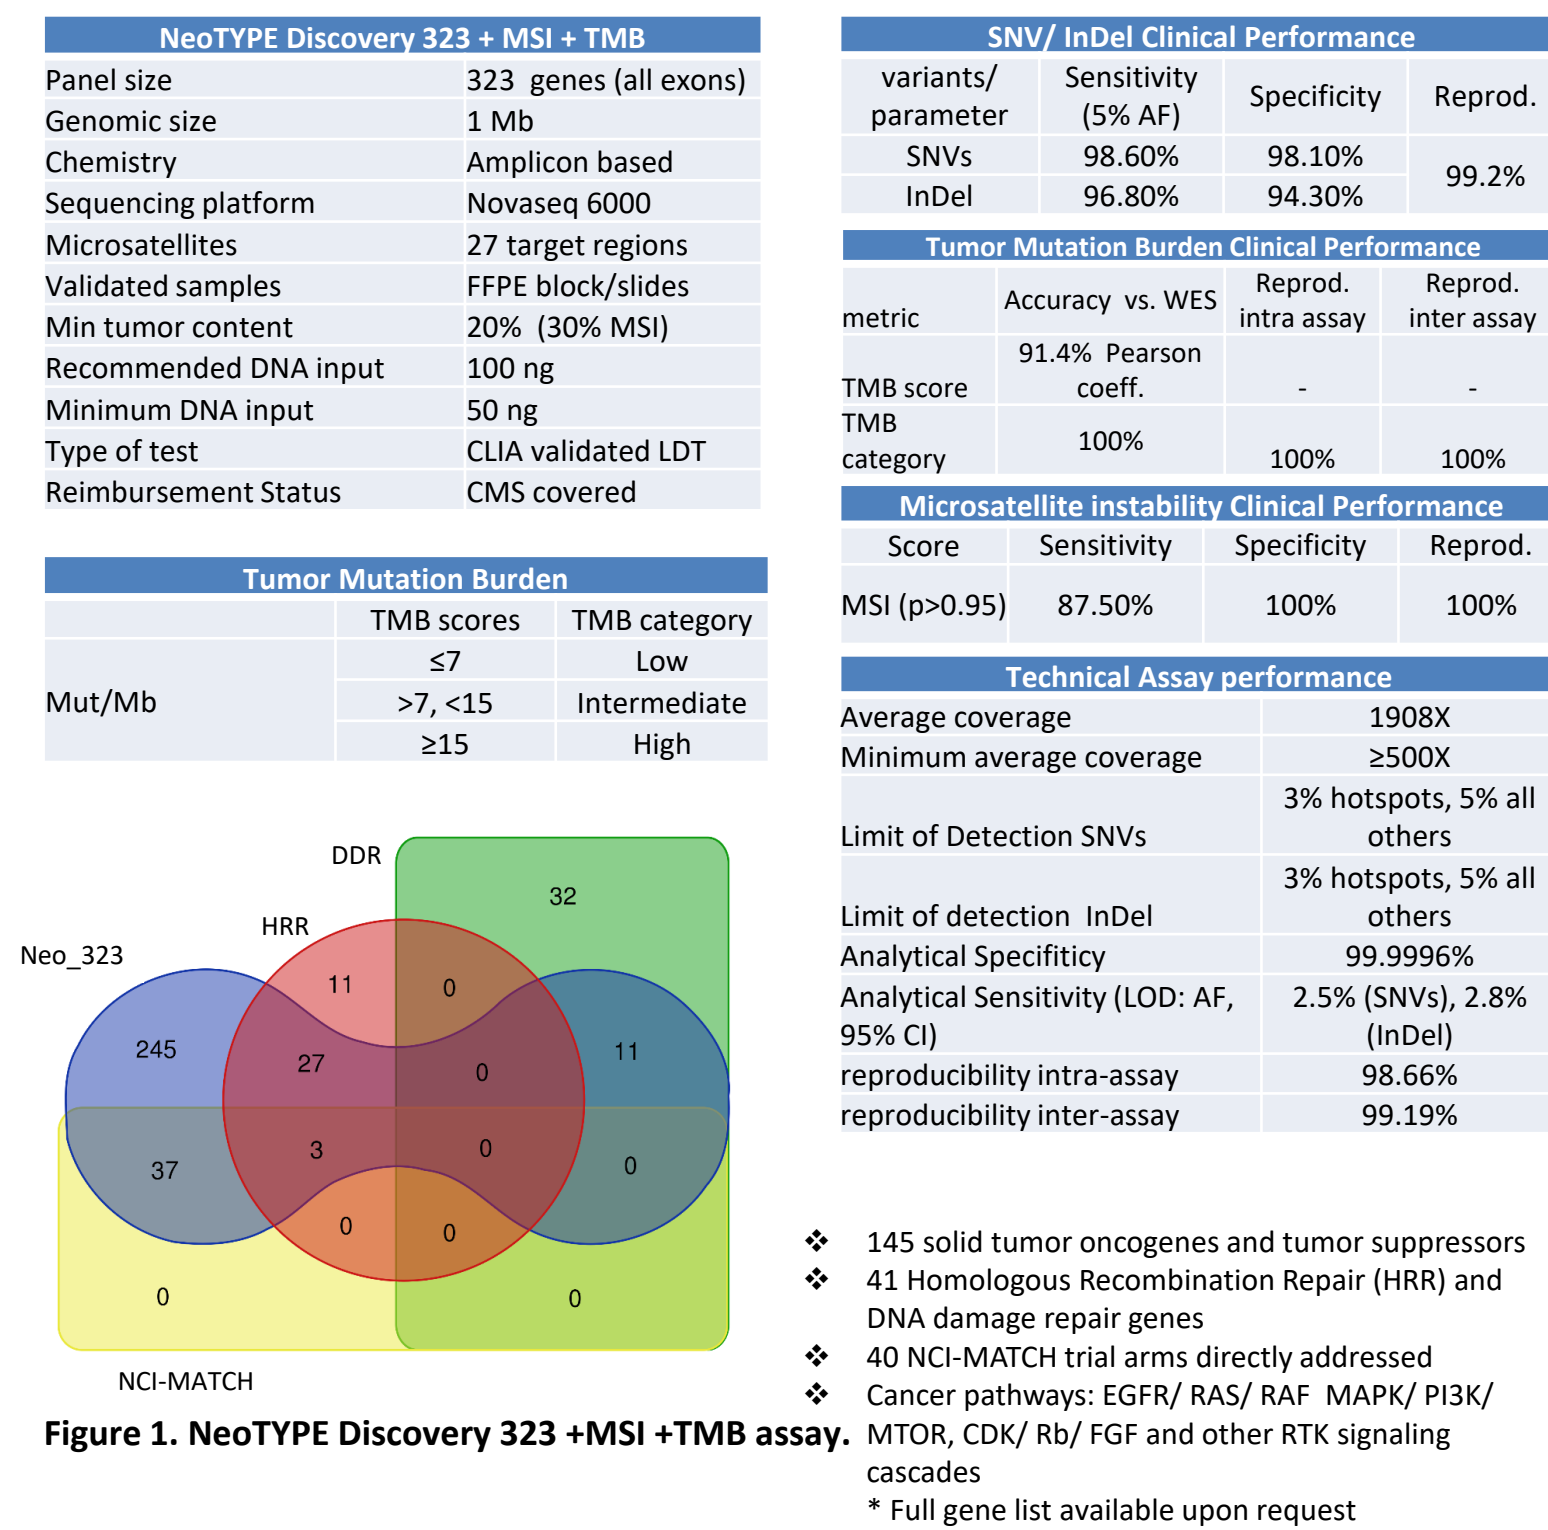 NeoTYPE Discovery 323 + MSI + TMB
Panel size 323 genes (all exons)
Genomic size 1 Mb
Chemistry Amplicon based
Sequencing platform Novaseq 6000
Microsatellites 27 target regions
Validated samples FFPE block/slides
Min tumor content 20% (30% MSI)
Recommended DNA input 100 ng
Minimum DNA input 50 ng
Type of test CLIA validated LDT
Reimbursement Status CMS covered
Tumor Mutation Burden
TMB scores TMB category
≤7 Low
Mut/Mb >7, <15 Intermediate
≥15 High
DDR
32
HRR
Neo_323
11 0
245 27 0 11
37 3 0 0
0 0
0 0
NCI-MATCH
Figure 1. NeoTYPE Discovery 323 +MSI +TMB assay.
SNV/ InDel Clinical Performance
variants/ Sensitivity
parameter (5% AF) Specificity Reprod.
SNVs 98.60% 98.10%
99.2%
InDel 96.80% 94.30%
Tumor Mutation Burden Clinical Performance
Reprod. Reprod.
metric Accuracy vs. WES intra assay inter assay
91.4% Pearson
TMB score coeff. - -
TMB
category 100% 100% 100%
Microsatellite instability Clinical Performance
Score Sensitivity Specificity Reprod.
MSI (p>0.95) 87.50% 100% 100%
Technical Assay performance
Average coverage 1908X
Minimum average coverage ≥500X
3% hotspots, 5% all
Limit of Detection SNVs others
3% hotspots, 5% all
Limit of detection InDel others
Analytical Specifiticy 99.9996%
Analytical Sensitivity (LOD: AF, 2.5% (SNVs), 2.8%
95% CI) (InDel)
reproducibility intra-assay 98.66%
reproducibility inter-assay 99.19%
❖ 145 solid tumor oncogenes and tumor suppressors
❖ 41 Homologous Recombination Repair (HRR) and
DNA damage repair genes
❖ 40 NCI-MATCH trial arms directly addressed
❖ Cancer pathways: EGFR/ RAS/ RAF MAPK/ PI3K/
MTOR, CDK/ Rb/ FGF and other RTK signaling
cascades
* Full gene list available upon request